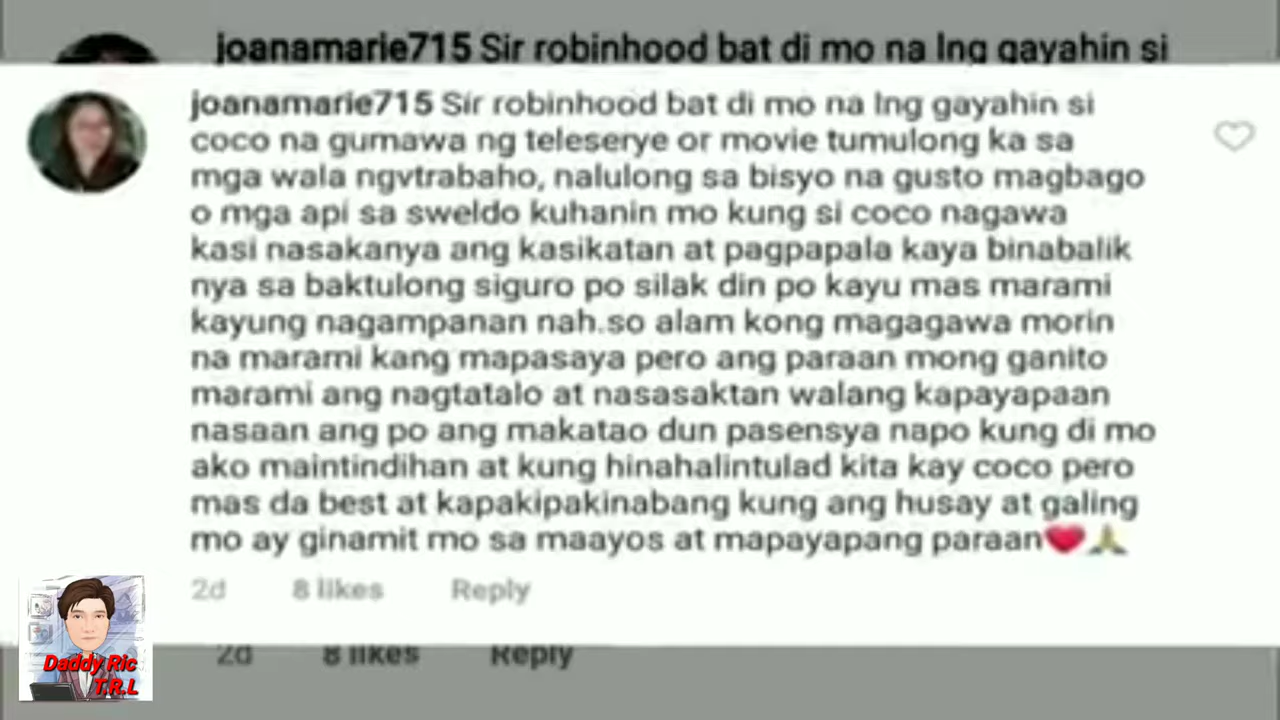 joanamarie715 Sir robinhood bat di mo na lng gayahin si
joanamarie715 Sir robinhood bat di mo na lng gayahin si
coco na gumawa ng teleserye or movie tumulong ka sa
mga wala ngvtrabaho, nalulong sa bisyo na gusto magbago
o mga api sa sweldo kuhanin mo kung si coco nagawa
kasi nasakanya ang kasikatan at pagpapala kaya binabalik
nya sa baktulong siguro po silak din po kayu mas marami
kayung nagampanan nah.so alam kong magagawa morin
na marami kang mapasaya pero ang paraan mong ganito
marami ang nagtatalo at nasasaktan walang kapayapaan
nasaan ang po ang makatao dun pasensya napo kung di mo
ako maintindihan at kung hinahalintulad kita kay coco pero
mas da best at kapakipakinabang kung ang husay at galing
mo ay ginamit mo sa maayos at mapayapang paraan❤️🙏
2d 8 likes Reply
2d 8 likes Reply
Daddy Ric
T.R.L